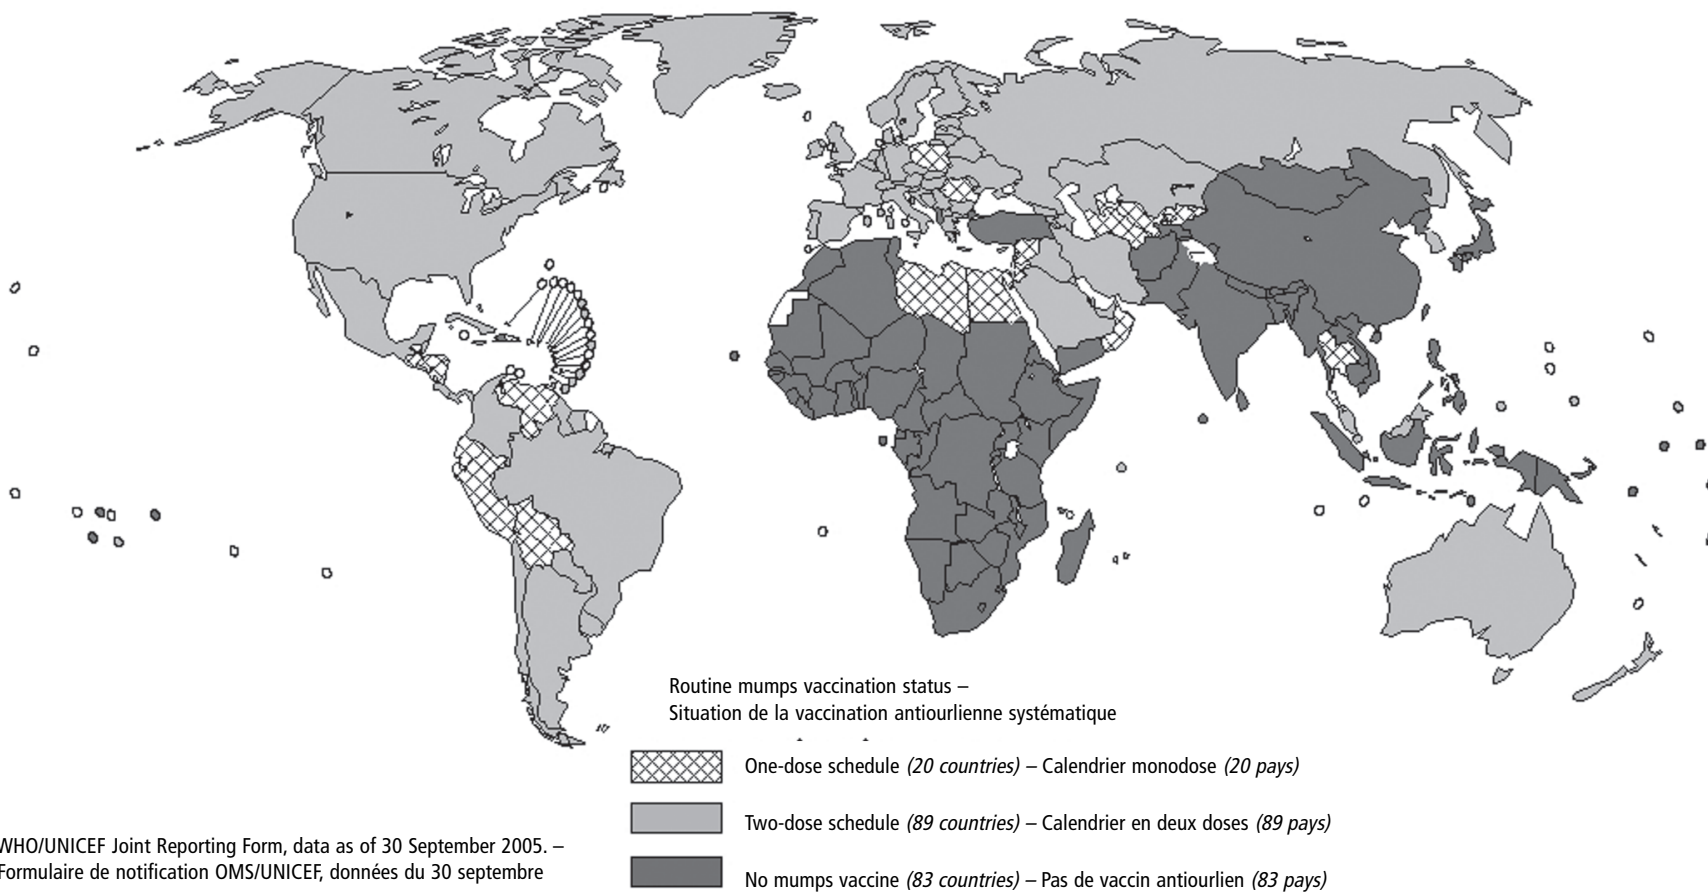 Routine mumps vaccination status –
Situation de la vaccination antiourlienne systématique
One-dose schedule (20 countries) – Calendrier monodose (20 pays)
Two-dose schedule (89 countries) – Calendrier en deux doses (89 pays)
No mumps vaccine (83 countries) – Pas de vaccin antiourlien (83 pays)
WHO/UNICEF Joint Reporting Form, data as of 30 September 2005. –
Formulaire de notification OMS/UNICEF, données du 30 septembre